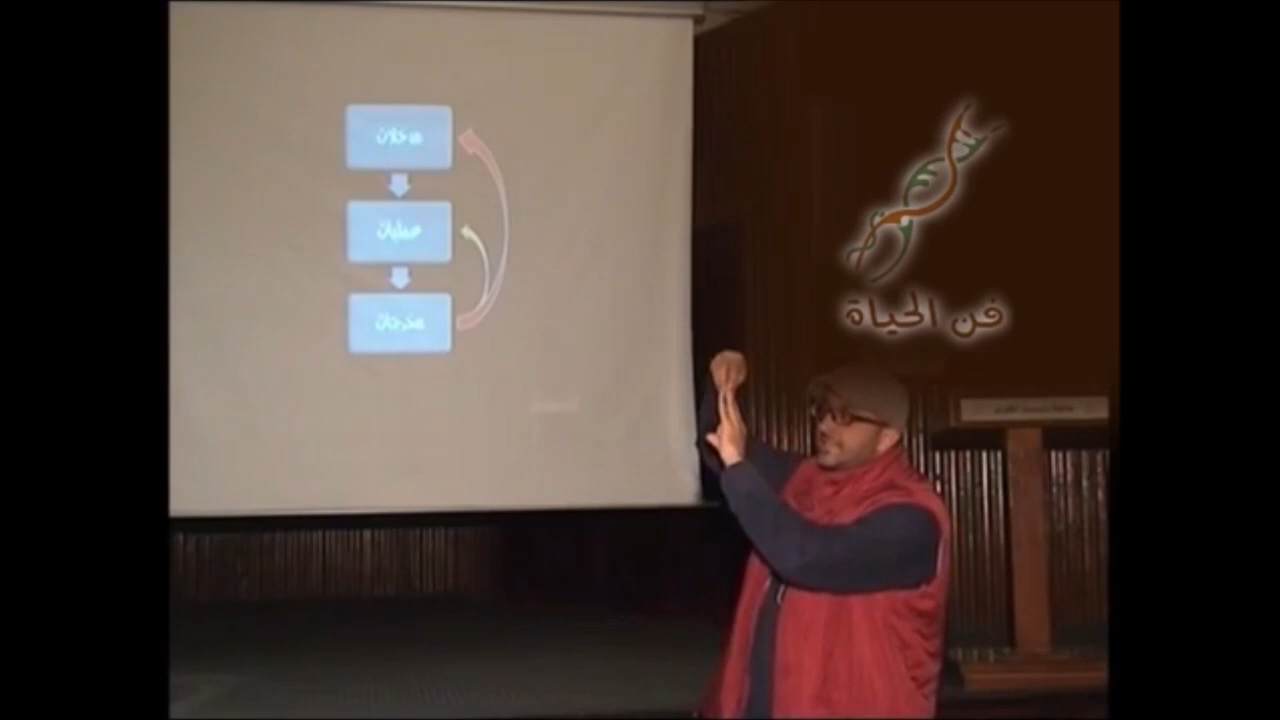 مدخلات
عمليات
مخرجات
فن الحياة